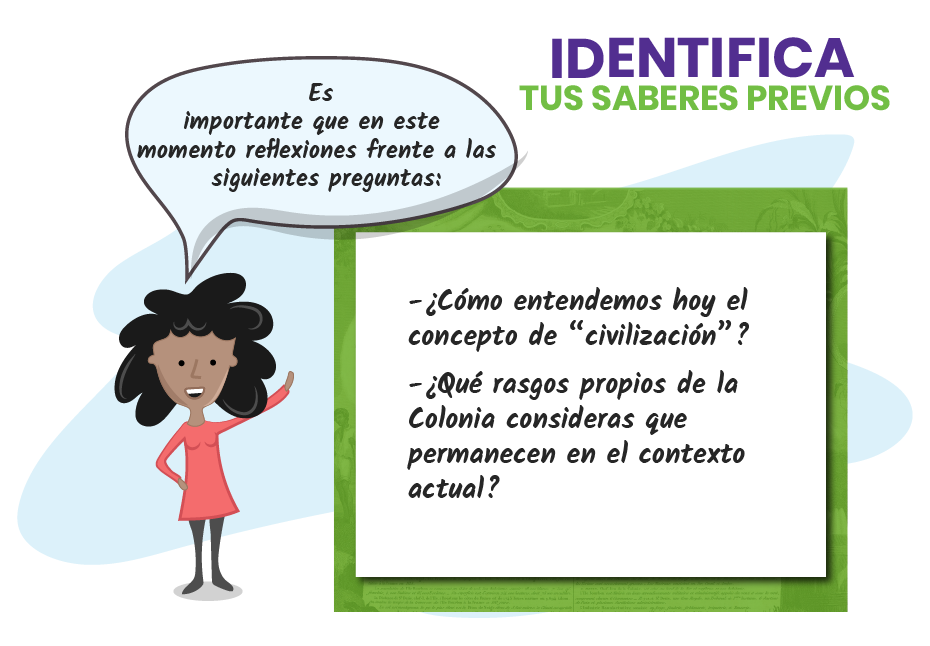 IDENTIFICA
TUS SABERES PREVIOS
Es
importante que en este
momento reflexiones frente a las
siguientes preguntas:
-¿Cómo entendemos hoy el
concepto de “civilización”?
-¿Qué rasgos propios de la
Colonia consideras que
permanecen en el contexto
actual?